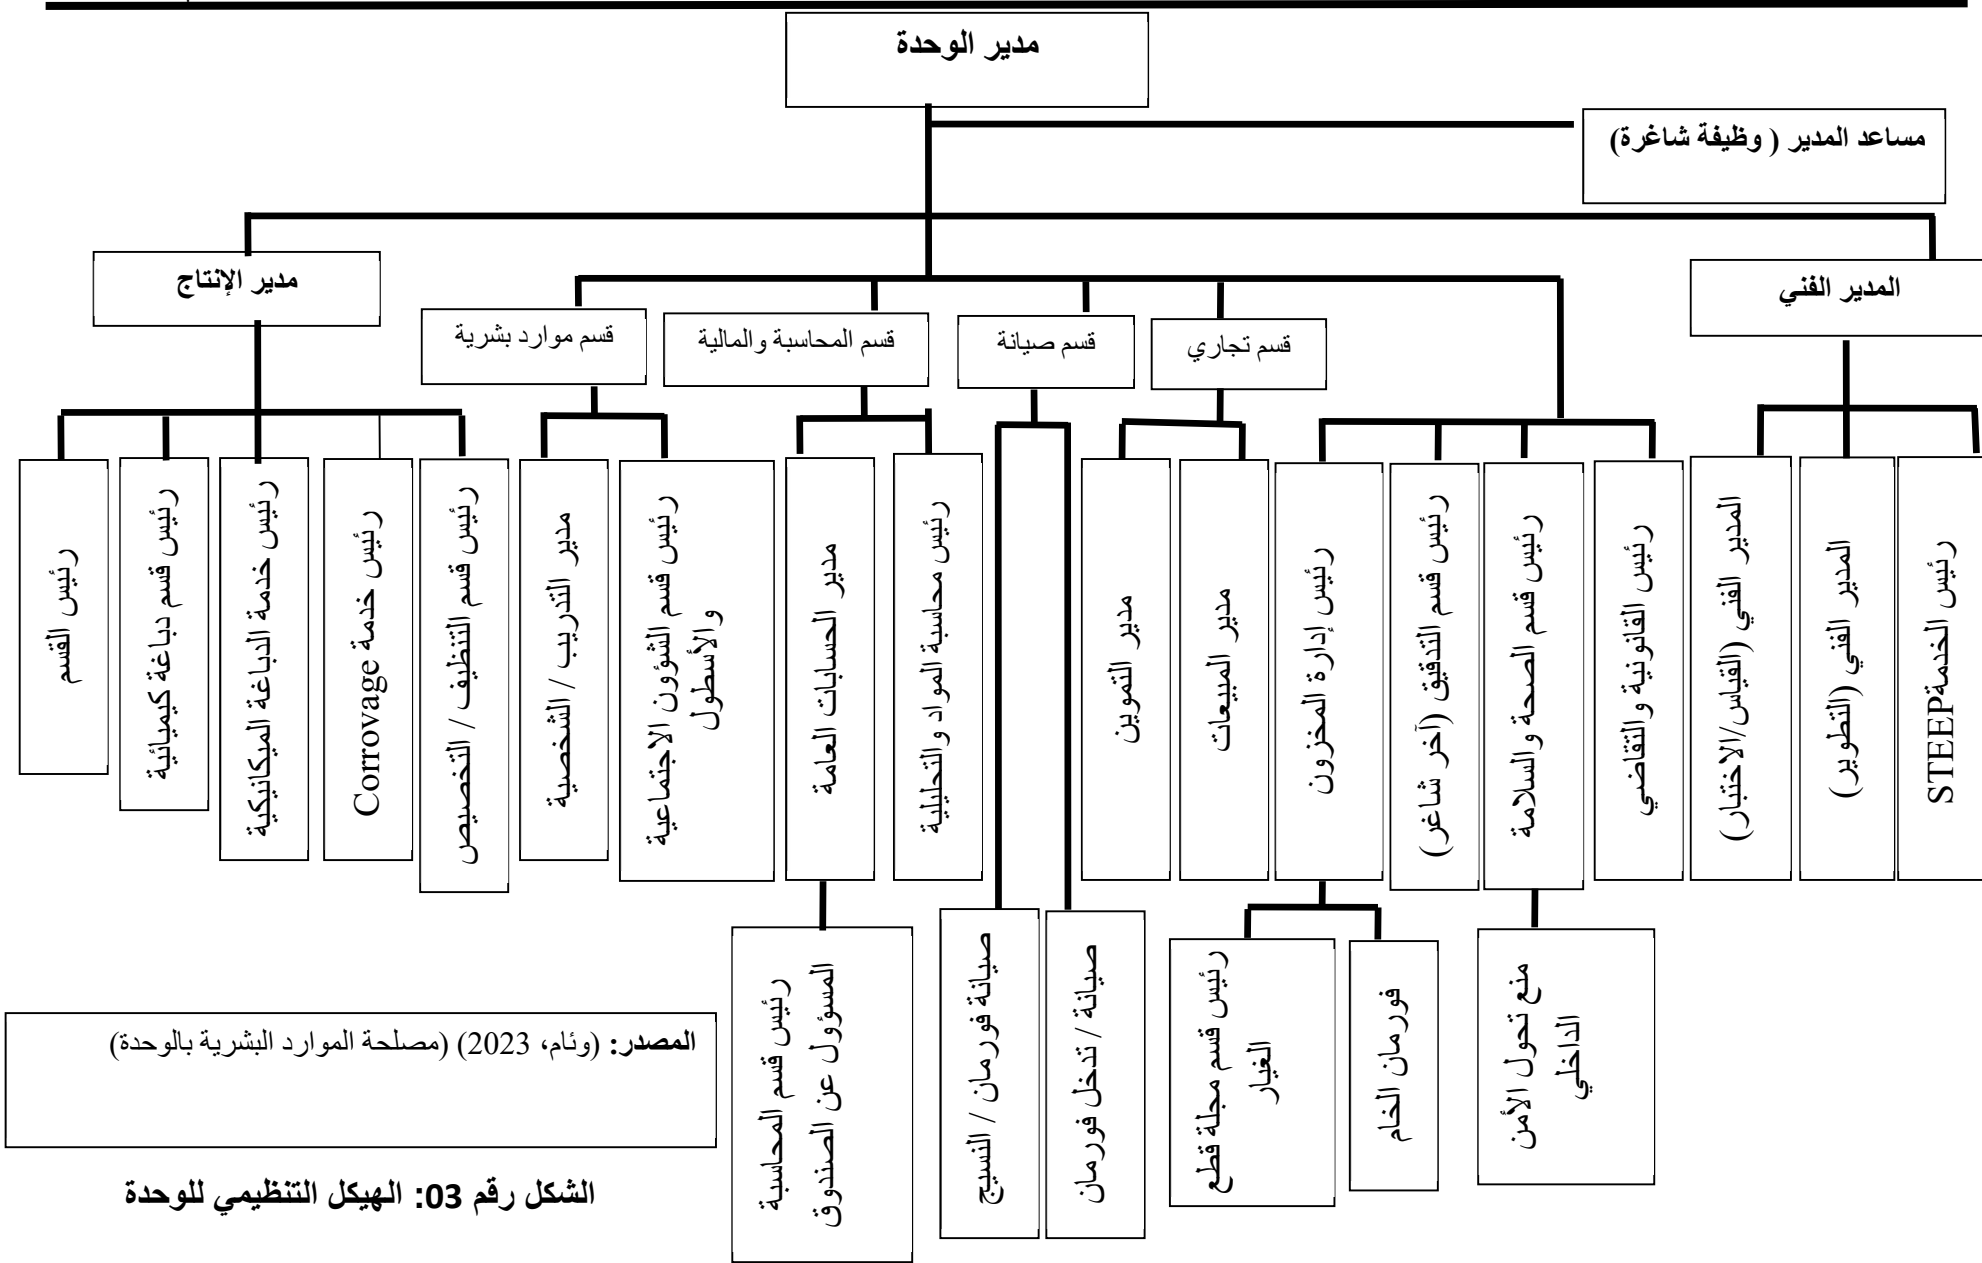 مدير الوحدة
مساعد المدير ( وظيفة شاغرة)
المدير الفني
مدير الإنتاج
قسم تجاري
قسم صيانة
قسم المحاسبة والمالية
قسم موارد بشرية
رئيس الخدمةSTEEP
المدير الفني (التطوير)
المدير الفني (القياس/الاختبار)
رئيس القانونية والتقاضي
رئيس قسم الصحة والسلامة
رئيس قسم التدقيق (آخر شاغر)
رئيس إدارة المخزون
مدير المبيعات
مدير التموين
رئيس محاسبة المواد والتحليلية
مدير الحسابات العامة
رئيس قسم الشؤون الاجتماعية
والأسطول
مدير التدريب / الشخصية
رئيس قسم التنظيف / التخصيص
رئيس خدمة Corrovage
رئيس خدمة الدباغة الميكانيكية
رئيس قسم دباغة كيميائية
رئيس القسم
منع تحول الأمن
الداخلي
فورمان الخام
رئيس قسم مجلة قطع
الغيار
صيانة / تدخل فورمان
صيانة فورمان / النسيج
رئيس قسم المحاسبة
المسؤول عن الصندوق
المصدر: (وئام، 2023) (مصلحة الموارد البشرية بالوحدة)
الشكل رقم 03: الهيكل التنظيمي للوحدة